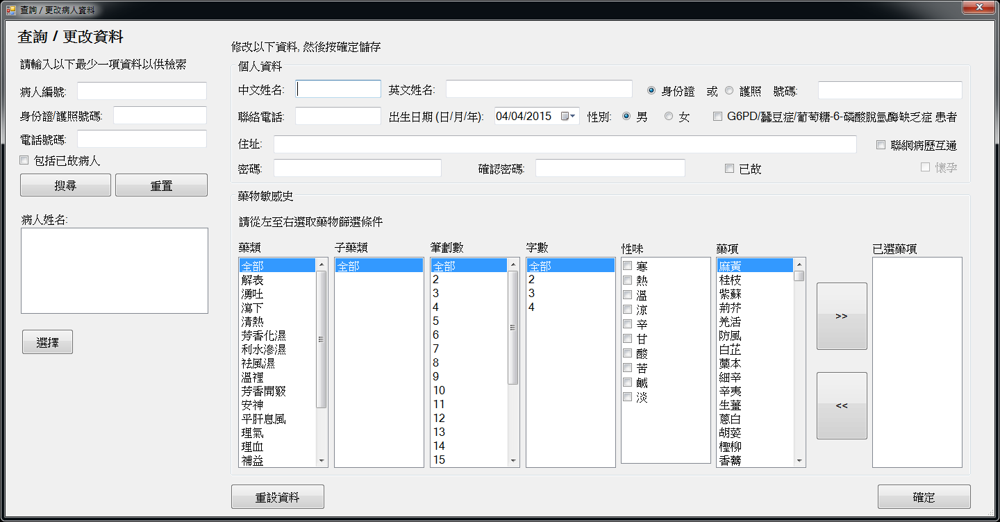 查詢 / 更改病人資料
查詢 / 更改資料
請輸入以下最少一項資料以供檢索
病人編號:
身份證/護照號碼:
電話號碼:
包括已故病人
搜尋 重置
病人姓名:
選擇
修改以下資料, 然後按確定儲存
個人資料
中文姓名: 英文姓名: 身份證 或 護照 號碼:
聯絡電話: 出生日期 (日/月/年): 04/04/2015 性別: 男 女 G6PD/蠶豆症/葡萄糖-6-磷酸脫氫酶缺乏症 患者
住址: 聯網病歷互通
密碼: 確認密碼: 已故 懷孕
藥物敏感史
請從左至右選取藥物篩選條件
藥類
全部
解表
湧吐
瀉下
清熱
芳香化濕
利水滲濕
祛風濕
溫裡
芳香開竅
安神
平肝息風
理氣
理血
補益
子藥類
全部
筆劃數
全部
2
3
4
5
6
7
8
9
10
11
12
13
14
15
字數
全部
2
3
4
性味
寒
熱
溫
涼
辛
甘
酸
苦
鹹
淡
藥項
麻黃
桂枝
紫蘇
荊芥
羌活
防風
白芷
藁本
細辛
辛夷
生薑
蔥白
胡荽
檉柳
香薷
>>
<<
已選藥項
重設資料
確定